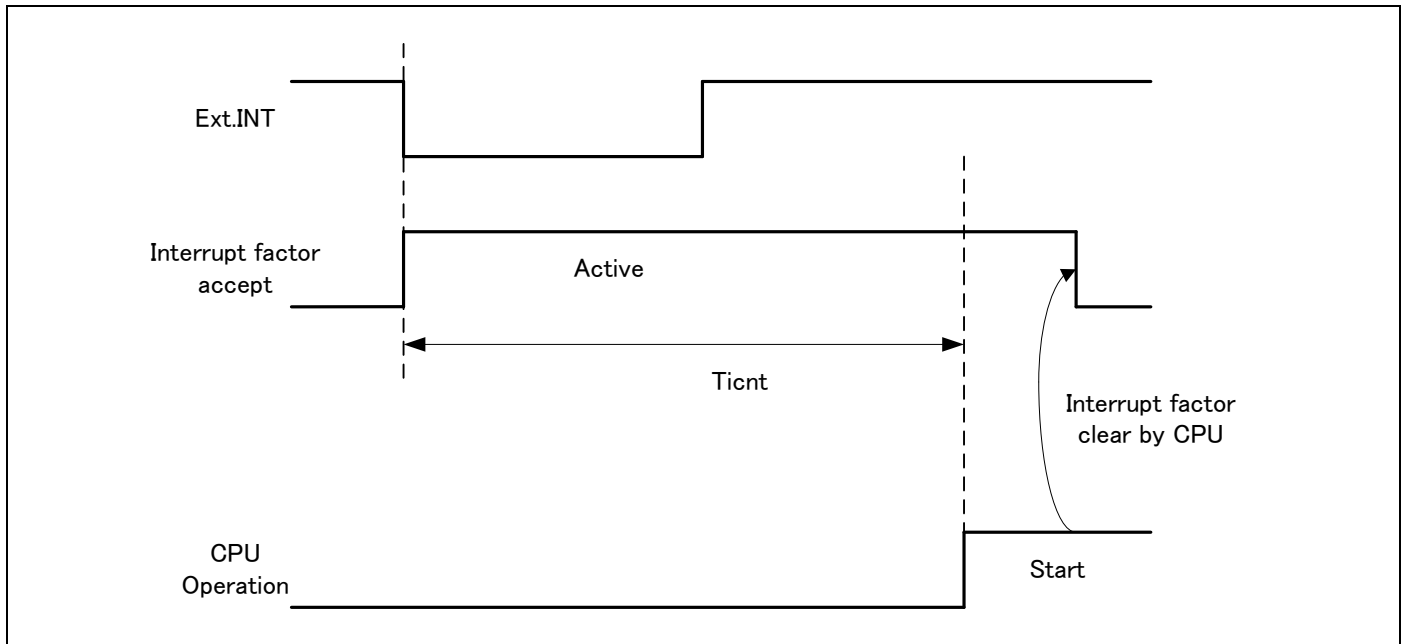 Ext.INT
Interrupt factor
accept
Active
Ticnt
Interrupt factor
clear by CPU
CPU
Operation
Start